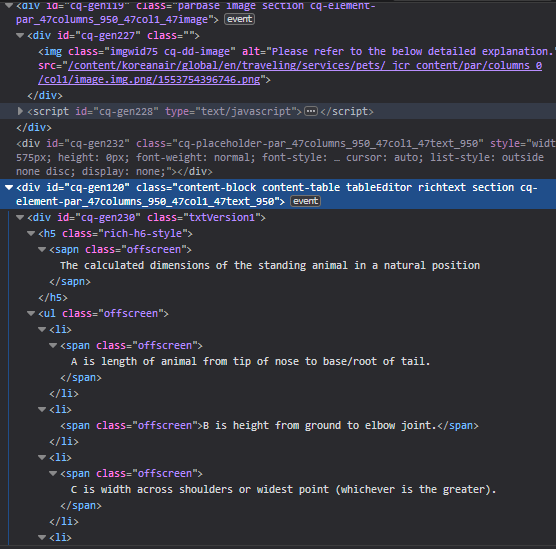 <div id="cq-gen119" class="parbase image section cq-element-
par_47columns_950_47col1_47image"> event
<div id="cq-gen227" class="">
<img class="imgwid75 cq-dd-image" alt="Please refer to the below detailed explanation."
src="/content/koreanair/global/en/traveling/services/pets/_jcr_content/par/columns_0
/col1/image.img.png/1553754396746.png">
</div>
<script id="cq-gen228" type="text/javascript"> … </script>
</div>
<div id="cq-gen232" class="cq-placeholder-par_47columns_950_47col1_47text_950" style="width
575px; height: 0px; font-weight: normal; font-style: … cursor: auto; list-style: outside
none disc; display: none;"></div>
<div id="cq-gen120" class="content-block content-table tableEditor richtext section cq-
element-par_47columns_950_47col1_47text_950"> event
<div id="cq-gen230" class="txtVersion1">
<h5 class="rich-h6-style">
<sapn class="offscreen">
The calculated dimensions of the standing animal in a natural position
</sapn>
</h5>
<ul class="offscreen">
<li>
<span class="offscreen">
A is length of animal from tip of nose to base/root of tail.
</span>
</li>
<li>
<span class="offscreen">B is height from ground to elbow joint.</span>
</li>
<li>
<span class="offscreen">
C is width across shoulders or widest point (whichever is the greater).
</span>
</li>
<li>